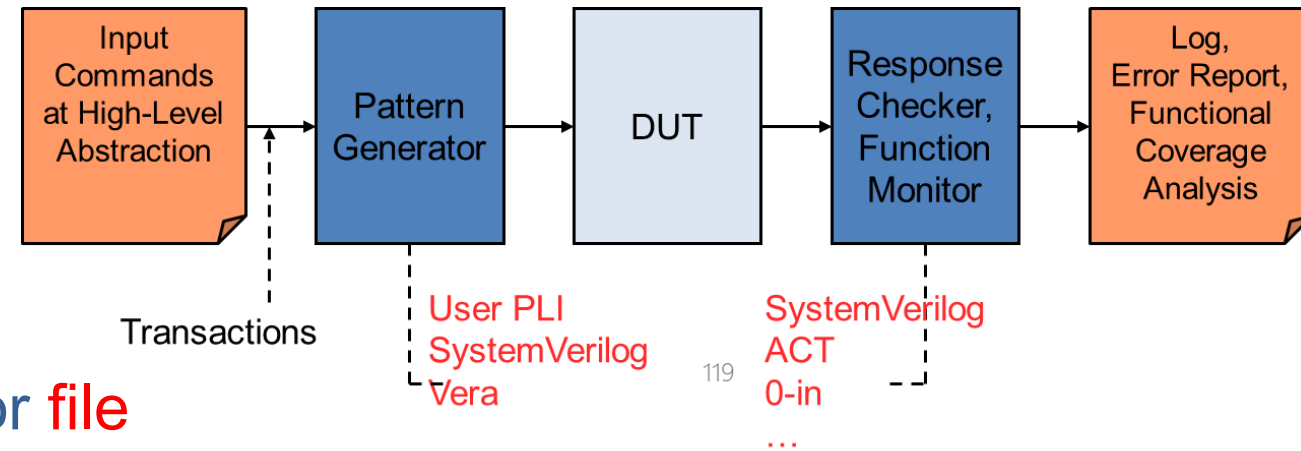 Input
Commands
at High-Level
Abstraction
Pattern
Generator
DUT
Response
Checker,
Function
Monitor
Log,
Error Report,
Functional
Coverage
Analysis
Transactions
User PLI
SystemVerilog
Vera
119
SystemVerilog
ACT
0-in
…
or file